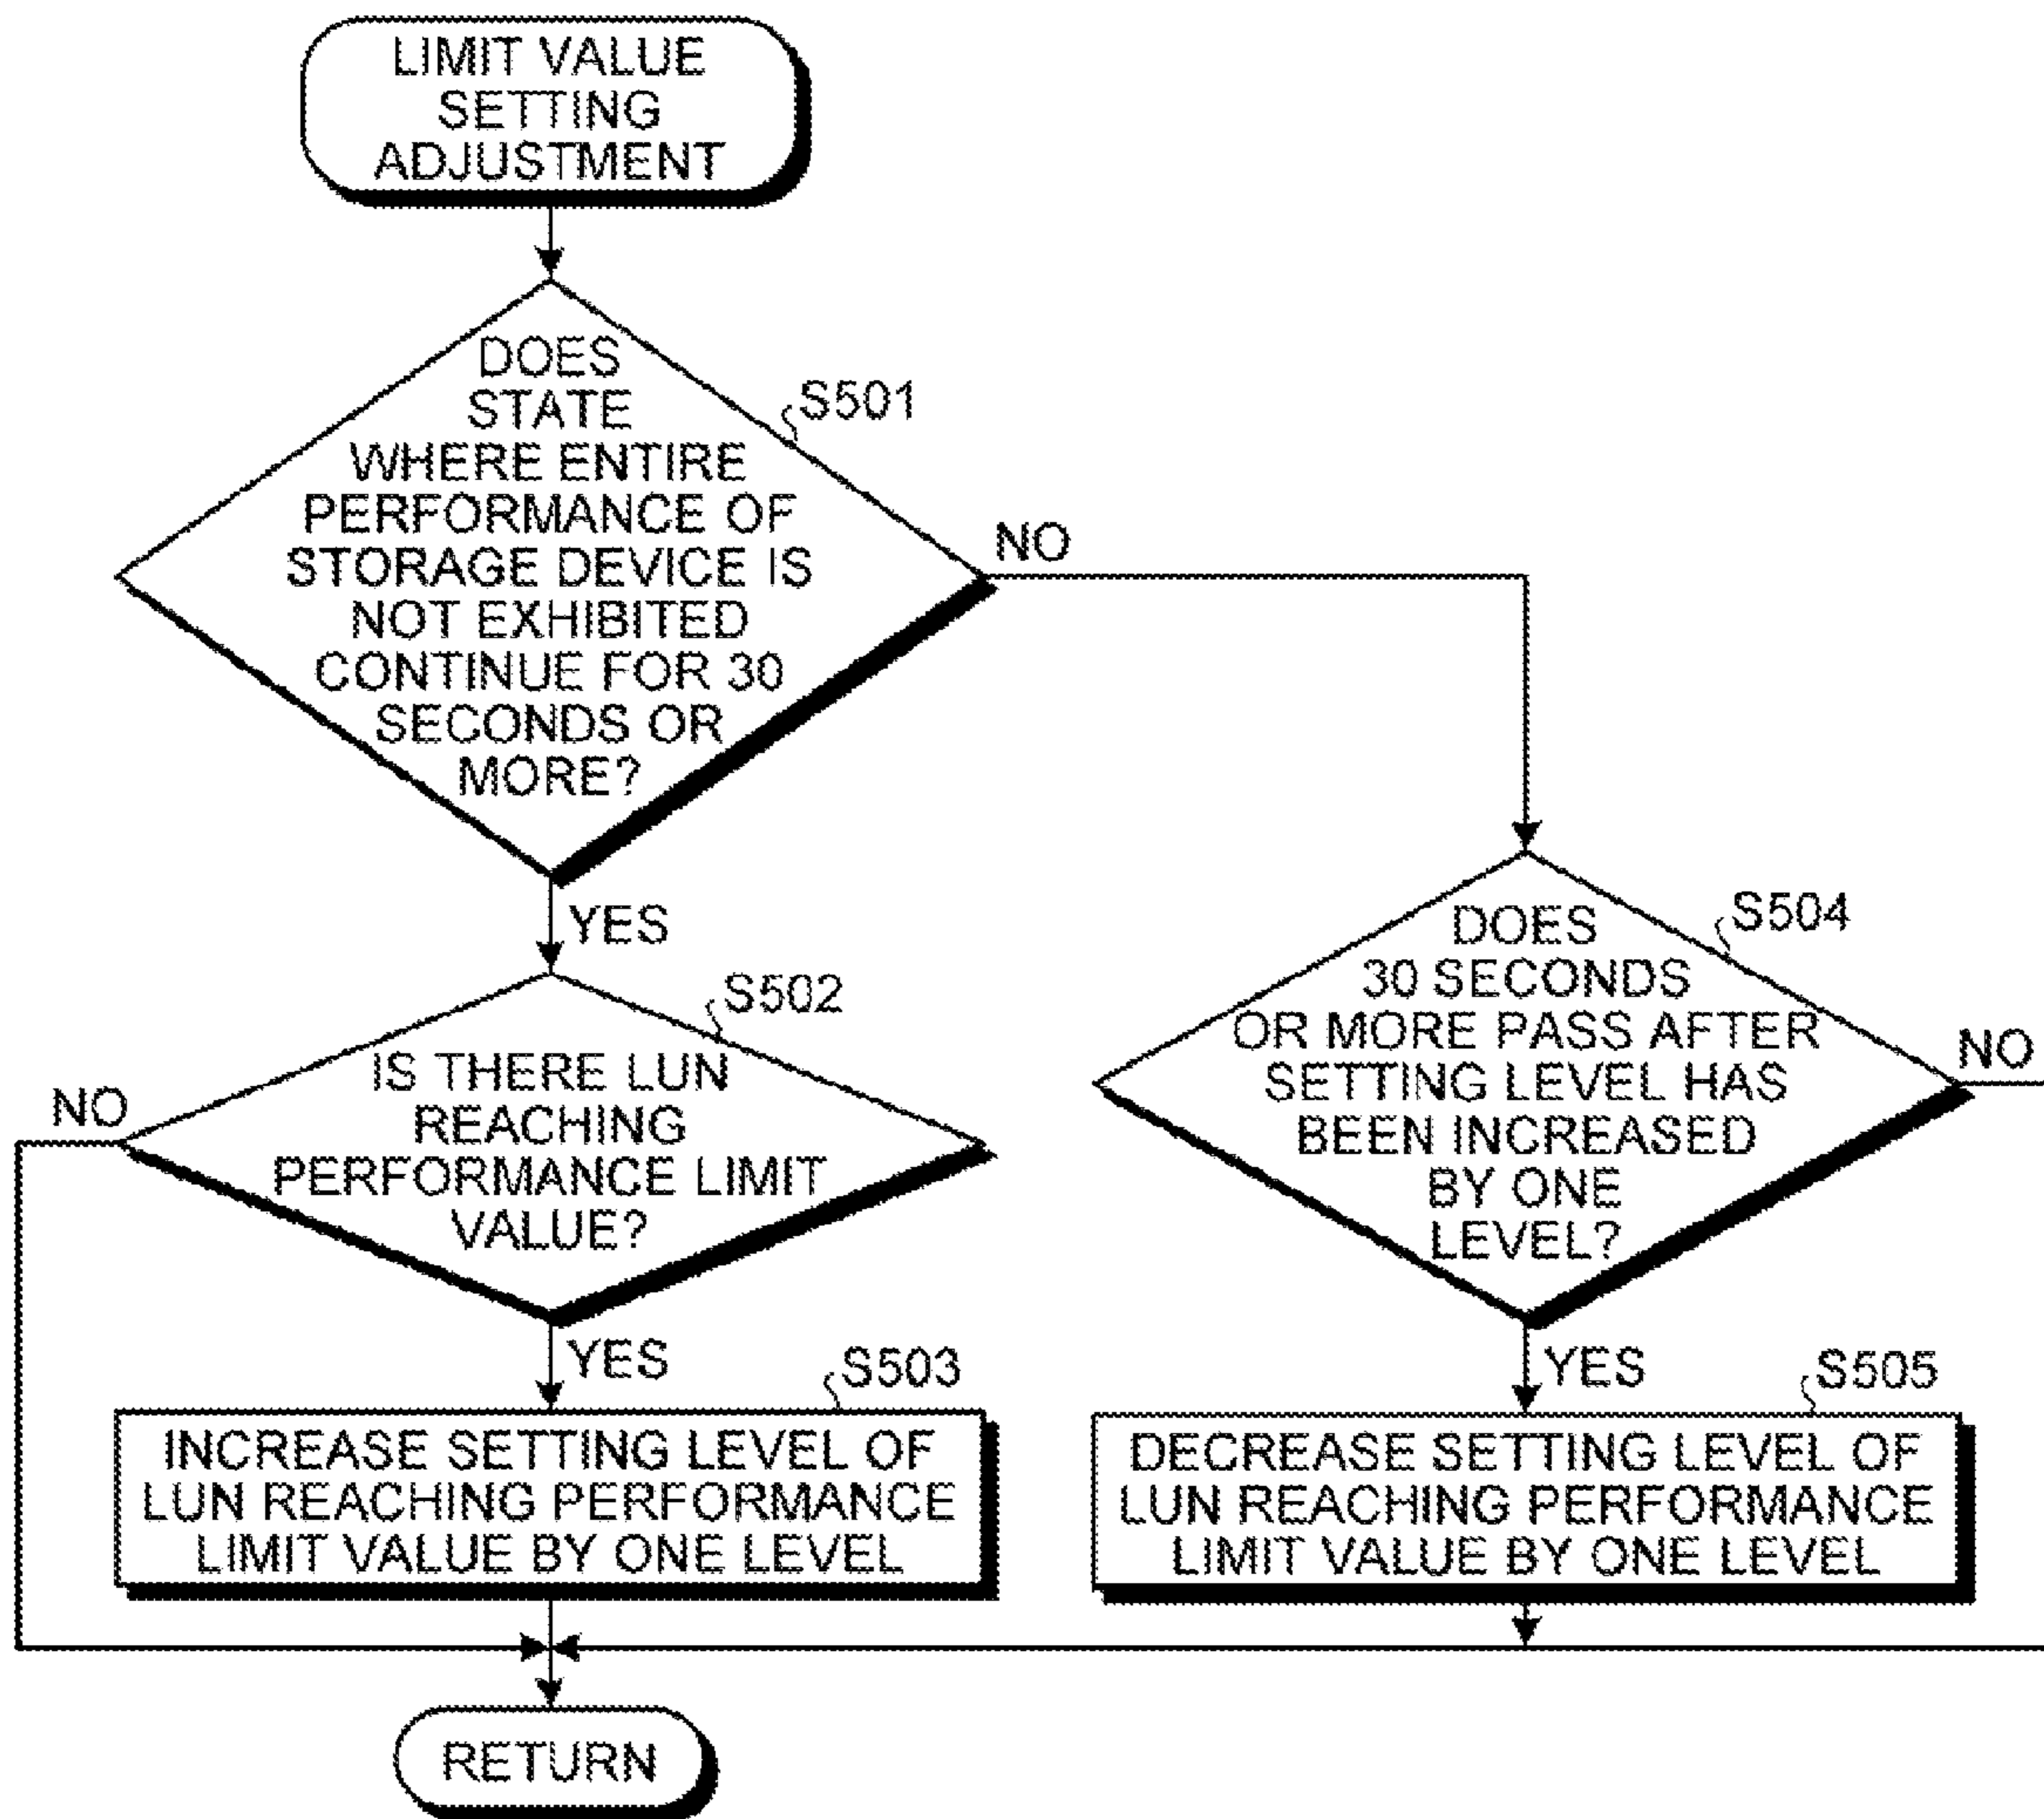 LIMIT VALUE
SETTING
ADJUSTMENT
DOES
STATE
WHERE ENTIRE
PERFORMANCE OF
STORAGE DEVICE IS
NOT EXHIBITED
CONTINUE FOR 30
SECONDS OR
MORE?
S501
NO
YES
IS THERE LUN
REACHING
PERFORMANCE LIMIT
VALUE?
S502
NO
YES
S503
INCREASE SETTING LEVEL OF
LUN REACHING PERFORMANCE
LIMIT VALUE BY ONE LEVEL
DOES
30 SECONDS
OR MORE PASS AFTER
SETTING LEVEL HAS
BEEN INCREASED
BY ONE
LEVEL?
S504
NO
YES
S505
DECREASE SETTING LEVEL OF
LUN REACHING PERFORMANCE
LIMIT VALUE BY ONE LEVEL
RETURN